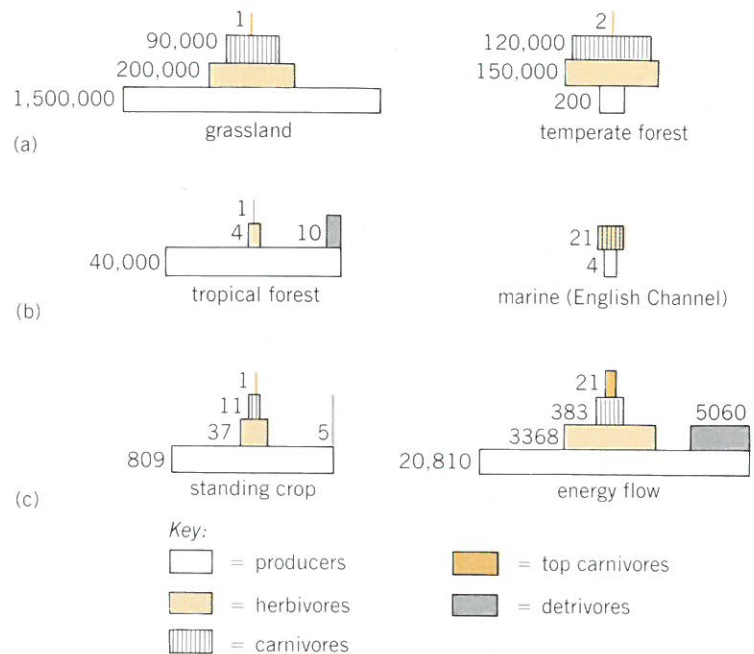 1
90,000
200,000
1,500,000
grassland
2
120,000
150,000
200
temperate forest
(a)
1
4
10
40,000
tropical forest
21
4
marine (English Channel)
(b)
1
11
37
5
809
standing crop
21
383
5060
3368
20,810
energy flow
(c)
Key:
= producers
= herbivores
= carnivores
= top carnivores
= detrivores